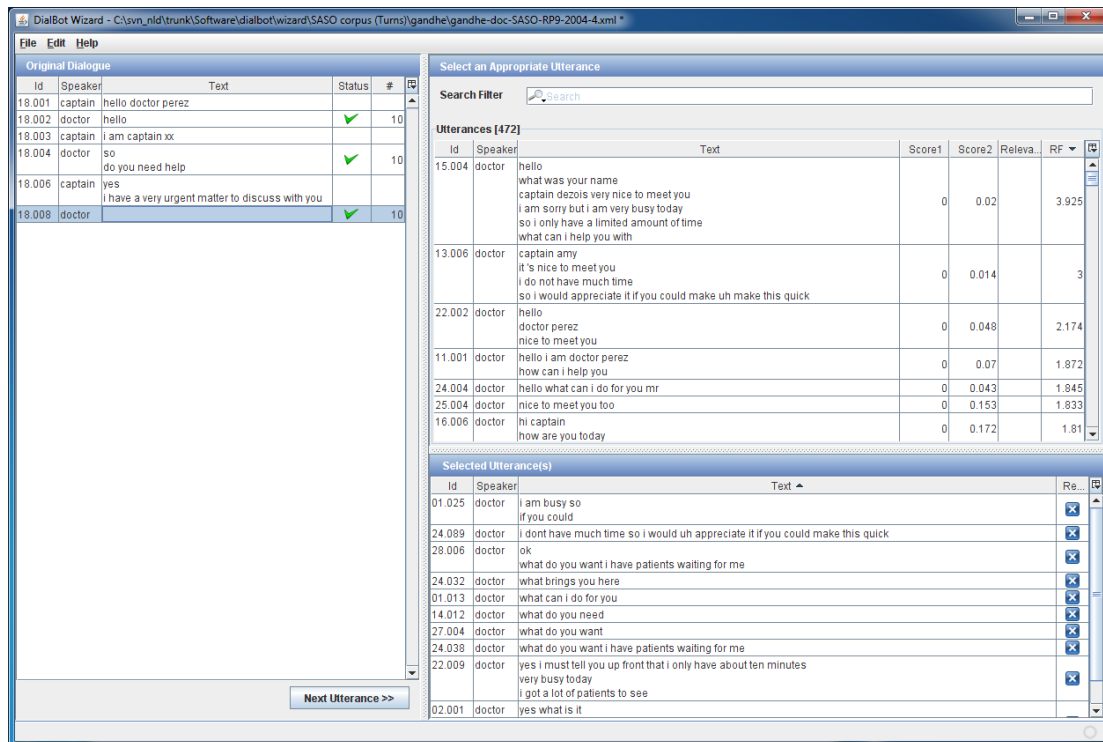 DialBot Wizard - C:\svn_nld\trunk\Software\dialbot\wizard\SASO corpus (Turns)\gandhe\gandhe-doc-SASO-RP9-2004-4.xml *
File Edit Help
Original Dialogue
Id Speaker Text Status #
18.001 captain hello doctor perez
18.002 doctor hello 10
18.003 captain i am captain xx
18.004 doctor so
do you need help 10
18.006 captain yes
i have a very urgent matter to discuss with you
18.008 doctor 10
Next Utterance >>
Select an Appropriate Utterance
Search Filter Search
Utterances [472]
Id Speaker Text Score1 Score2 Releva... RF
15.004 doctor hello
what was your name
captain dezois very nice to meet you
i am sorry but i am very busy today
so i only have a limited amount of time
what can i help you with
0 0.02 3.925
13.006 doctor captain amy
it 's nice to meet you
i do not have much time
so i would appreciate it if you could make uh make this quick
0 0.014 3
22.002 doctor hello
doctor perez
nice to meet you
0 0.048 2.174
11.001 doctor hello i am doctor perez
how can i help you
0 0.07 1.872
24.004 doctor hello what can i do for you mr 0 0.043 1.845
25.004 doctor nice to meet you too 0 0.153 1.833
16.006 doctor hi captain
how are you today
0 0.172 1.81
Selected Utterance(s)
Id Speaker Text Re...
01.025 doctor i am busy so
if you could
24.089 doctor i dont have much time so i would uh appreciate it if you could make this quick
28.006 doctor ok
what do you want i have patients waiting for me
24.032 doctor what brings you here
01.013 doctor what can i do for you
14.012 doctor what do you need
27.004 doctor what do you want
24.038 doctor what do you want i have patients waiting for me
22.009 doctor yes i must tell you up front that i only have about ten minutes
very busy today
i got a lot of patients to see
02.001 doctor yes what is it